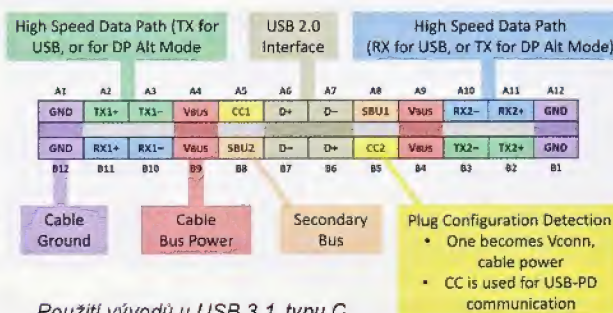 High Speed Data Path (TX for
USB, or for DP Alt Mode
USB 2.0
Interface
High Speed Data Path
(RX for USB, or TX for DP Alt Mode)
A1 A2 A3 A4 A5 A6 A7 A8 A9 A10 A11 A12
GND TX1+ TX1− VBUS CC1 D+ D− SBU1 VBUS RX2− RX2+ GND
GND RX1+ RX1− VBUS SBU2 D− D+ CC2 VBUS TX2− TX2+ GND
B12 B11 B10 B9 B8 B7 B6 B5 B4 B3 B2 B1
Cable
Ground
Cable
Bus Power
Secondary
Bus
Plug Configuration Detection
• One becomes Vconn,
cable power
• CC is used for USB-PD
communication
Použití vývodů u USB 3.1 typu C